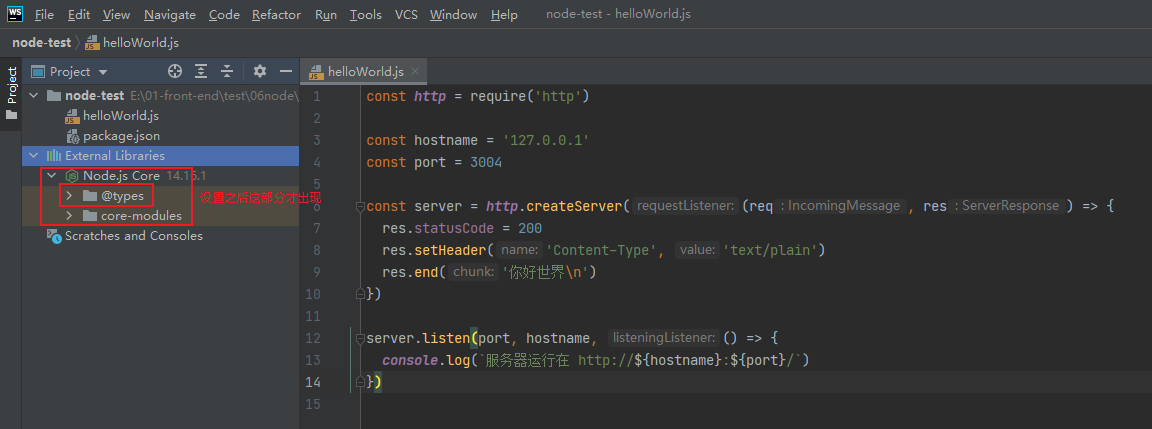 WS File Edit View Navigate Code Refactor Run Tools VCS Window Help node-test - helloWorld.js
node-test helloWorld.js
Project
Project
helloWorld.js
node-test E:\01-front-end\test\06node\
helloWorld.js
package.json
External Libraries
Node.js Core 14.16.1
@types
设置之后这部分才出现
core-modules
Scratches and Consoles
1 const http = require('http')
2
3 const hostname = '127.0.0.1'
4 const port = 3004
5
6 const server = http.createServer( requestListener: (req : IncomingMessage , res : ServerResponse ) => {
7 res.statusCode = 200
8 res.setHeader( name: 'Content-Type', value: 'text/plain')
9 res.end( chunk: '你好世界\n')
10 })
11
12 server.listen(port, hostname, listeningListener: () => {
13 console.log(`服务器运行在 http://${hostname}:${port}/`)
14 })
15